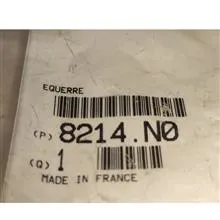 EQUERRE
(P) 8214.N0
(Q) 1
MADE IN FRANCE